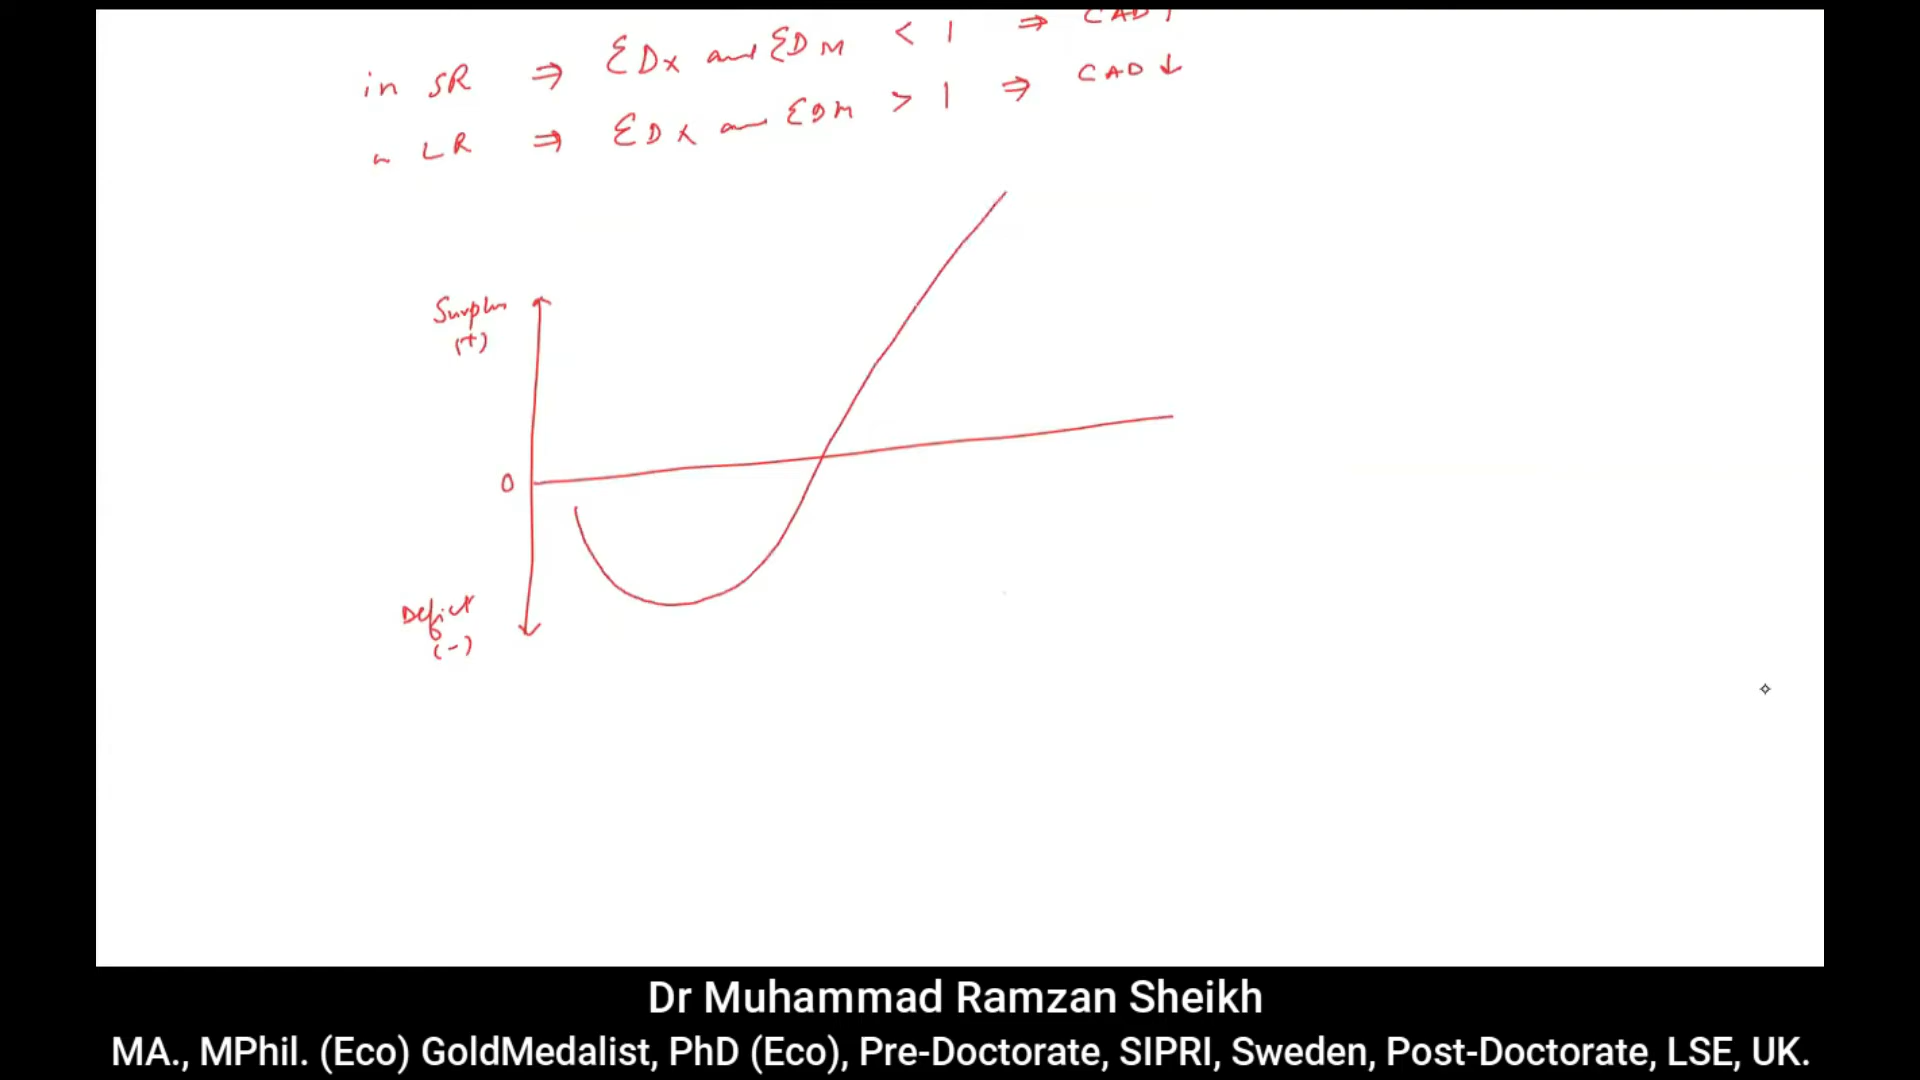 in SR ⇒ ƐDx and ƐDM < 1 ⇒ CAD↑
in LR ⇒ ƐDX and ƐDM > 1 ⇒ CAD ↓
Surplus
(+)
0
Deficit
(-)
Dr Muhammad Ramzan Sheikh
MA., MPhil. (Eco) GoldMedalist, PhD (Eco), Pre-Doctorate, SIPRI, Sweden, Post-Doctorate, LSE, UK.